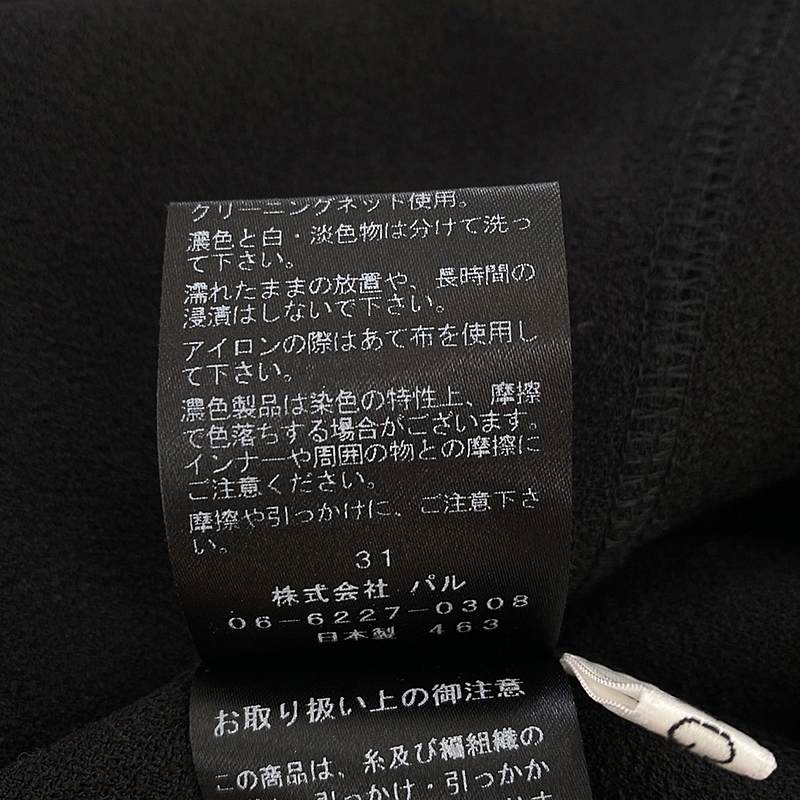 クリーニングネット使用。
濃色と白・淡色物は分けて洗っ
て下さい。
濡れたままの放置や、長時間の
浸漬はしないで下さい。
アイロンの際はあて布を使用し
て下さい。
濃色製品は染色の特性上、摩擦
で色落ちする場合がございます。
インナーや周囲の物との摩擦に
ご注意ください。
摩擦や引っかけに、ご注意下さ
い。
31
株式会社 パル
06-6227-0308
日本製 463
お取り扱い上の御注意
この商品は、糸及び編組織の
引っかけ・引っかか